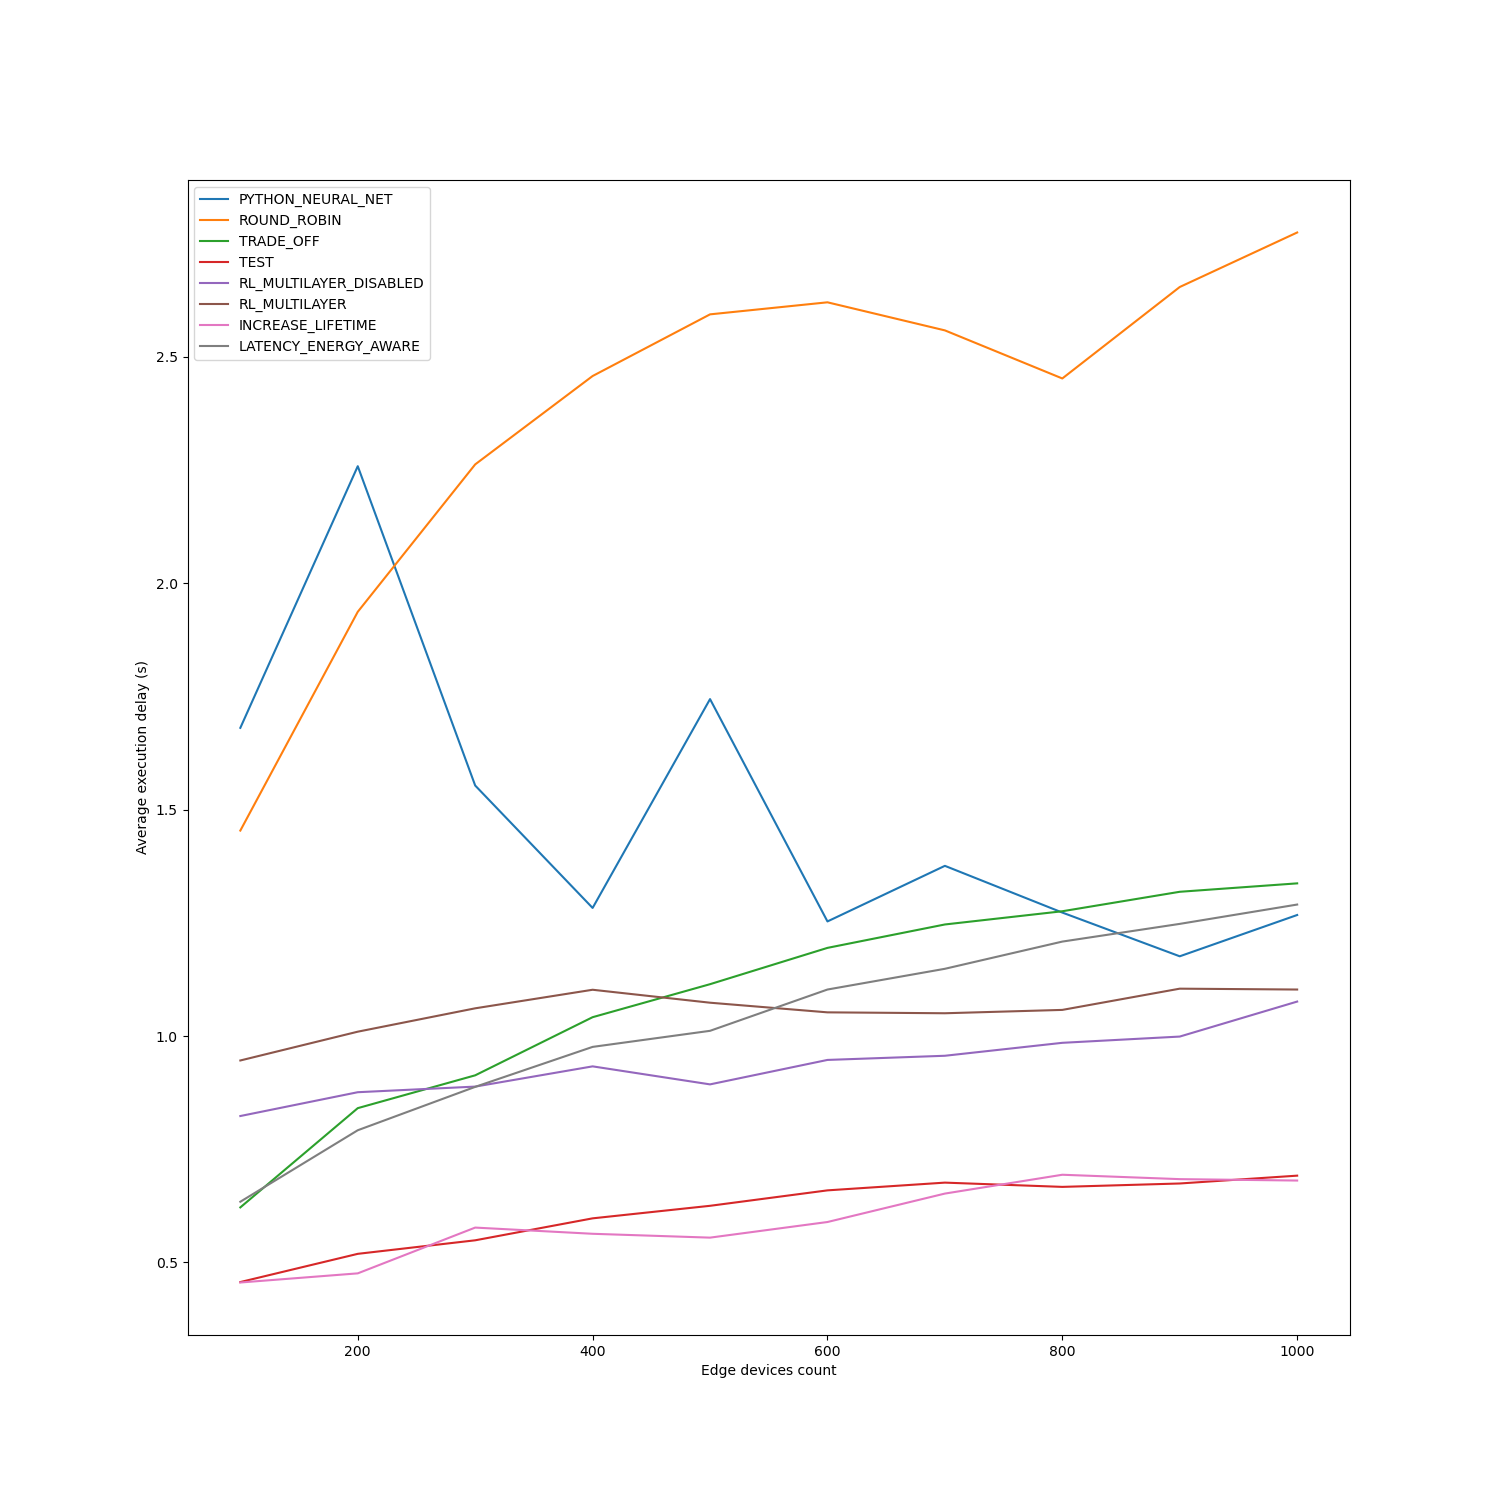 PYTHON_NEURAL_NET
ROUND_ROBIN
TRADE_OFF
TEST
RL_MULTILAYER_DISABLED
RL_MULTILAYER
INCREASE_LIFETIME
LATENCY_ENERGY_AWARE
2.5
2.0
1.5
1.0
0.5
Average execution delay (s)
200 400 600 800 1000
Edge devices count